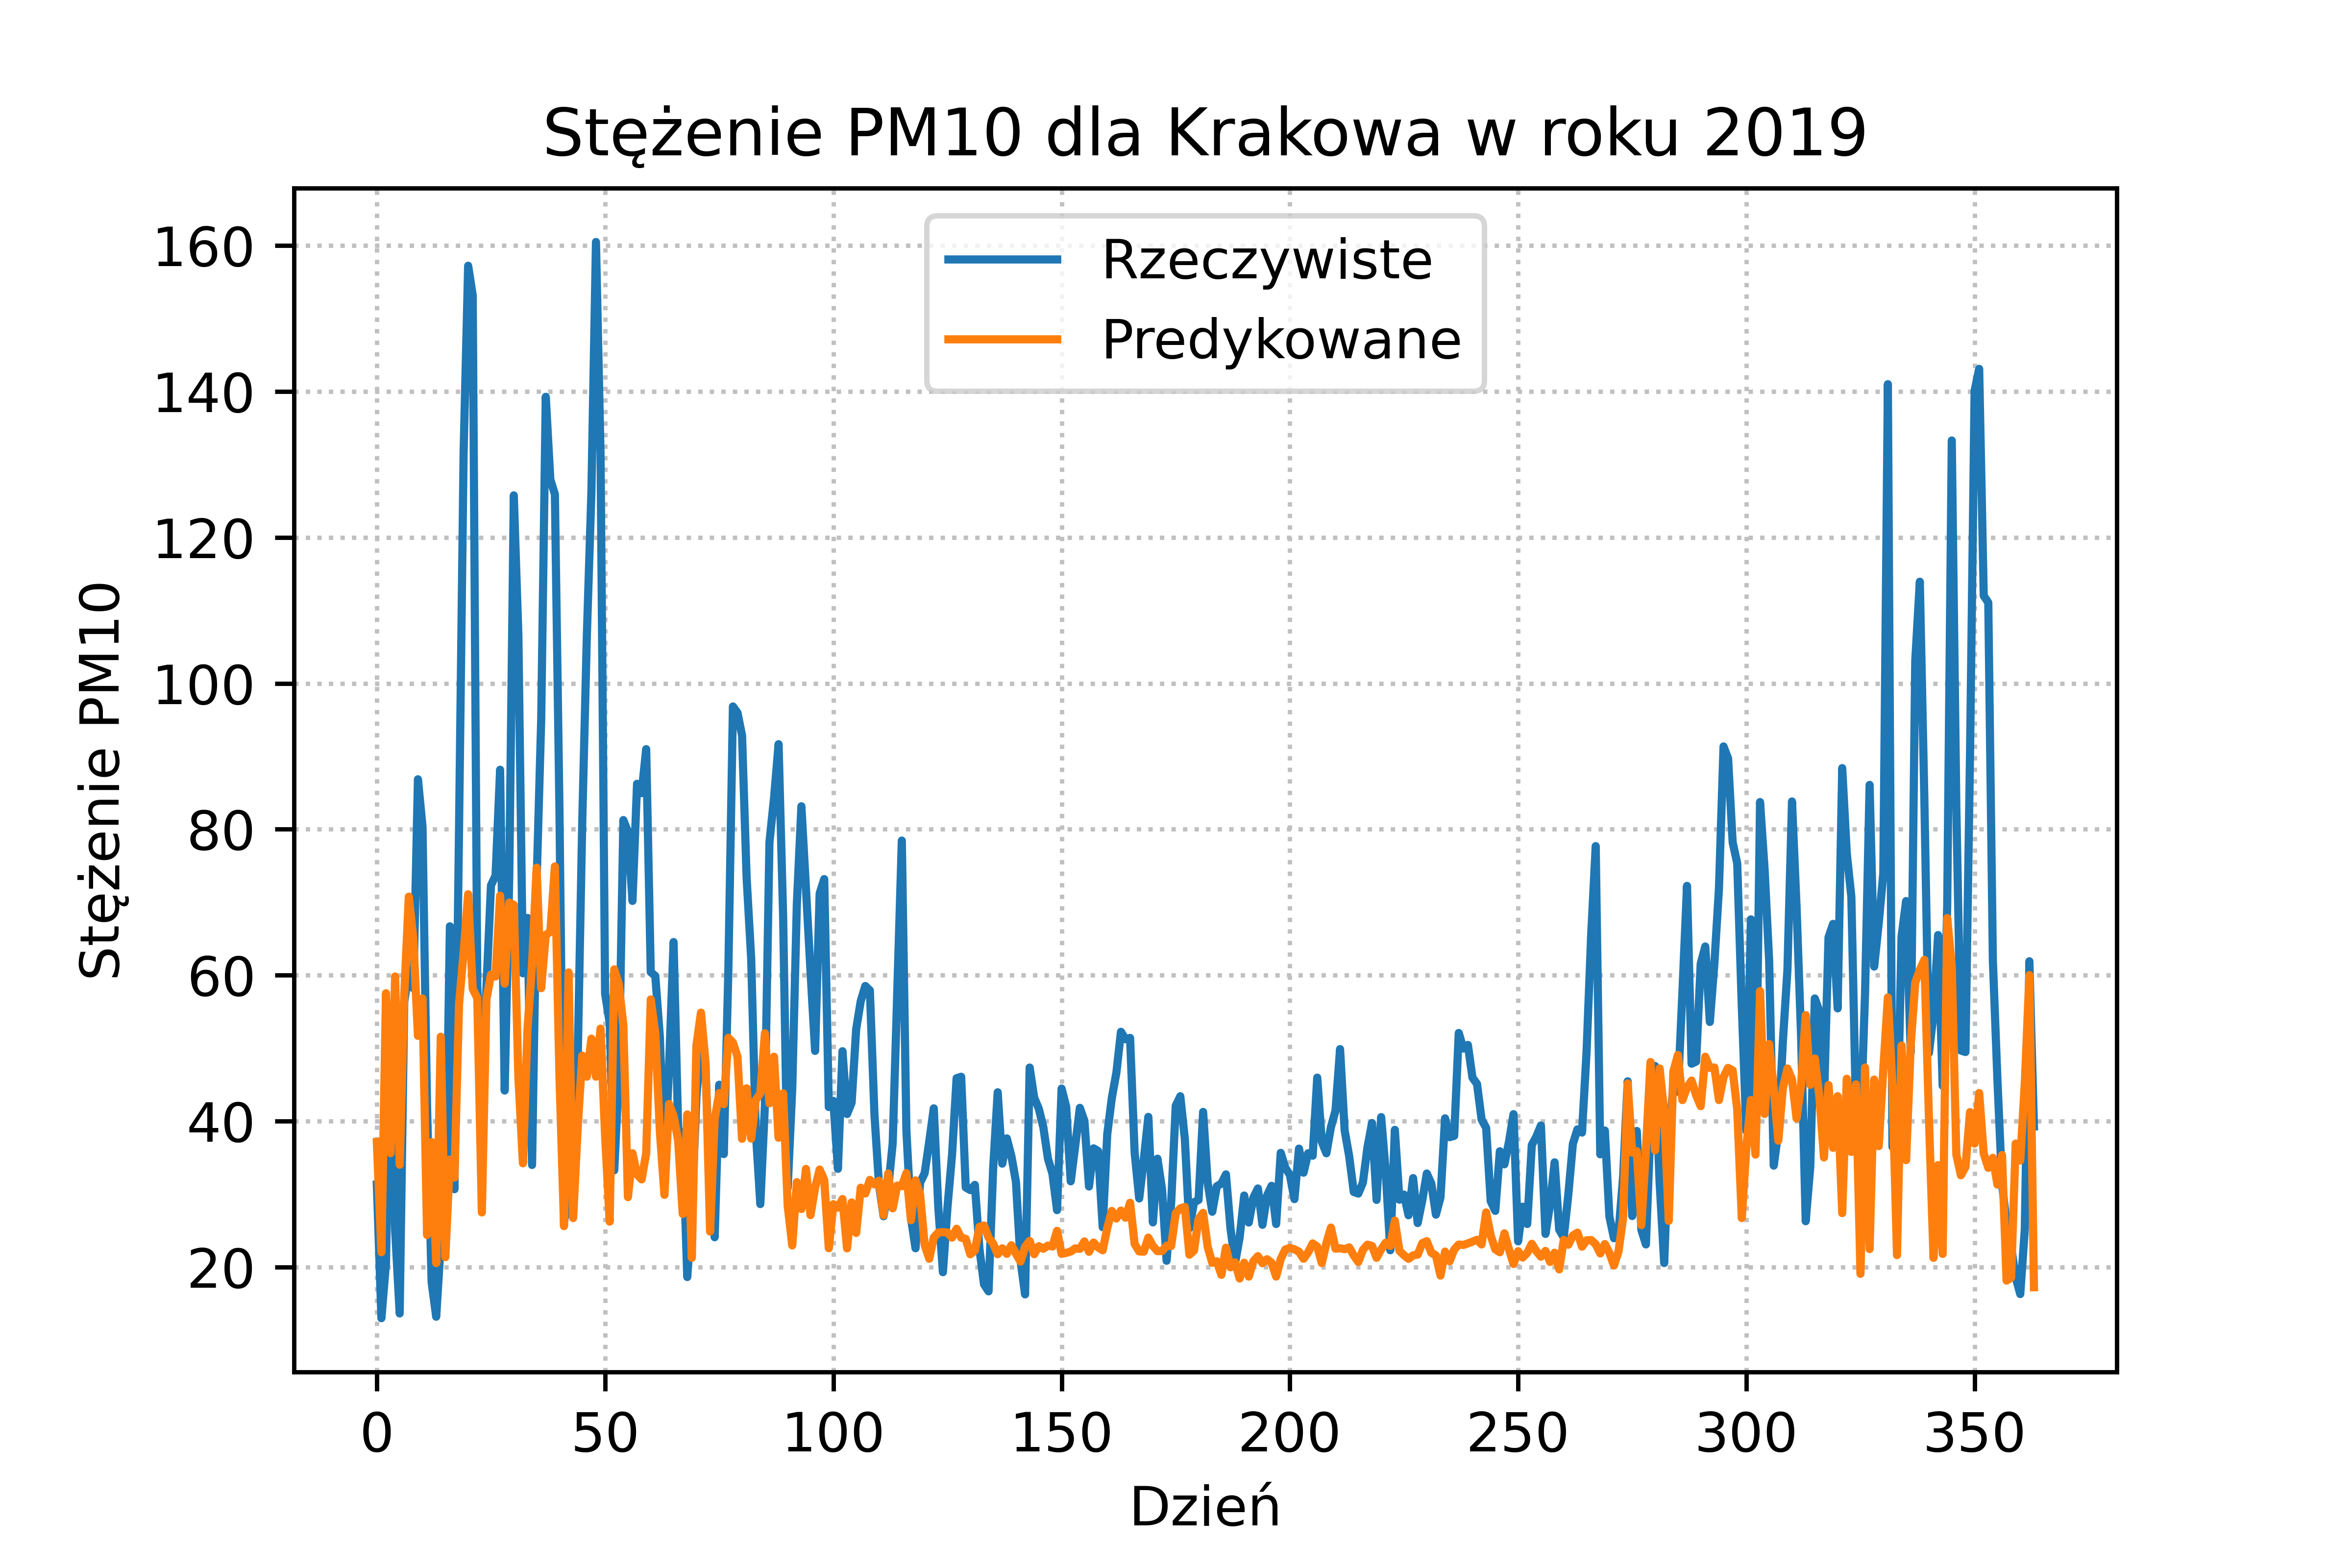 Stężenie PM10 dla Krakowa w roku 2019
Rzeczywiste
Predykowane
Stężenie PM10
160
140
120
100
80
60
40
20
0 50 100 150 200 250 300 350
Dzień